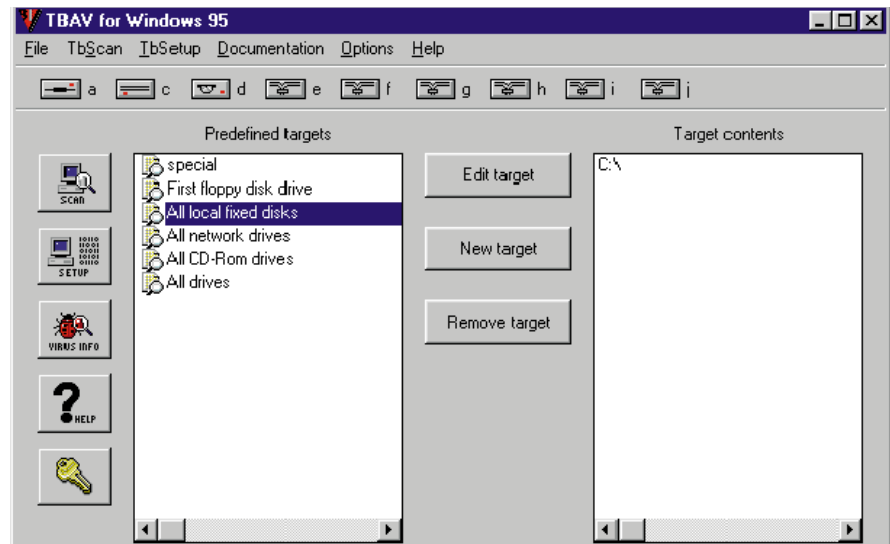 TBAV for Windows 95
File TbScan TbSetup Documentation Options Help
a c d e f g h i j
Predefined targets
Target contents
SCAN
SETUP
VIRUS INFO
HELP
special
First floppy disk drive
All local fixed disks
All network drives
All CD-Rom drives
All drives
Edit target
New target
Remove target
C:\